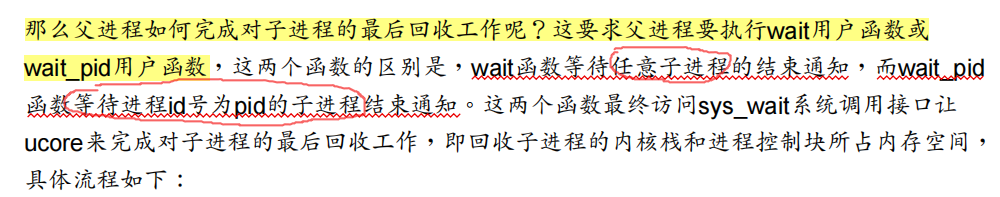 那么父进程如何完成对子进程的最后回收工作呢？这要求父进程要执行wait用户函数或
wait_pid用户函数，这两个函数的区别是，wait函数等待任意子进程的结束通知，而wait_pid
函数等待进程id号为pid的子进程结束通知。这两个函数最终访问sys_wait系统调用接口让
ucore来完成对子进程的最后回收工作，即回收子进程的内核栈和进程控制块所占内存空间，
具体流程如下：